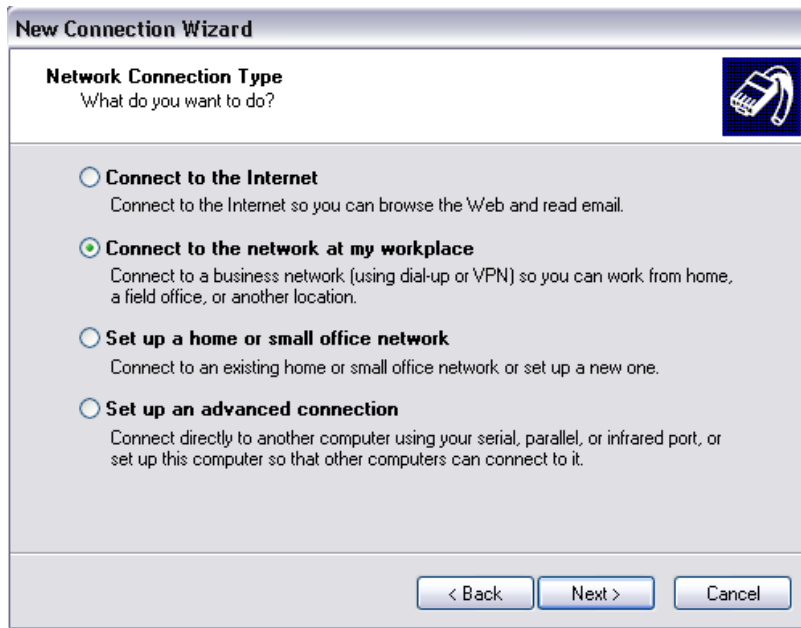 New Connection Wizard
Network Connection Type
What do you want to do?
Connect to the Internet
Connect to the Internet so you can browse the Web and read email.
Connect to the network at my workplace
Connect to a business network (using dial-up or VPN) so you can work from home,
a field office, or another location.
Set up a home or small office network
Connect to an existing home or small office network or set up a new one.
Set up an advanced connection
Connect directly to another computer using your serial, parallel, or infrared port, or
set up this computer so that other computers can connect to it.
< Back Next > Cancel